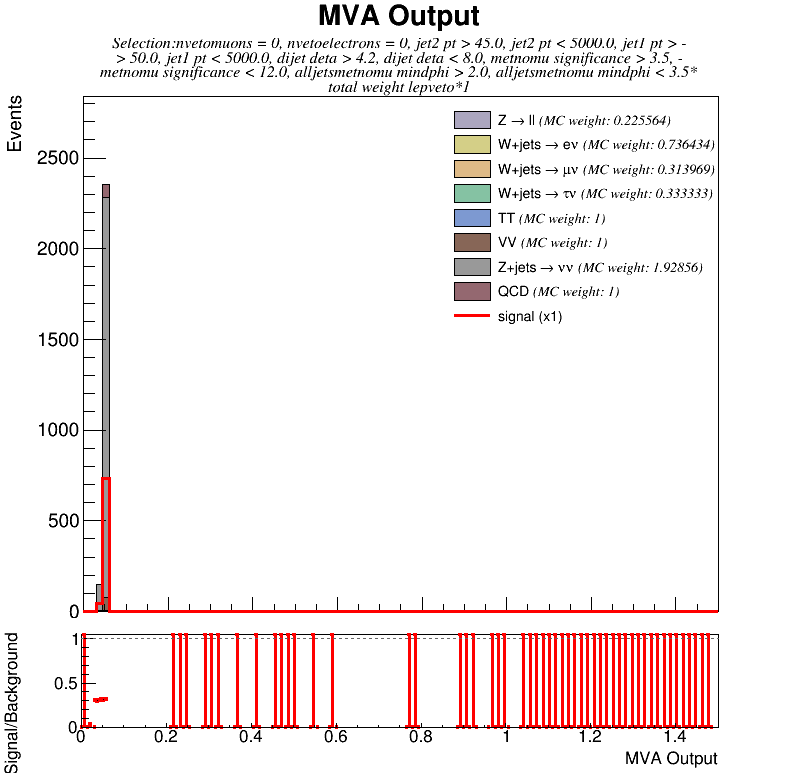 MVA Output
Selection:nvetomuons = 0, nvetoelectrons = 0, jet2 pt > 45.0, jet2 pt < 5000.0, jet1 pt > -
> 50.0, jet1 pt < 5000.0, dijet deta > 4.2, dijet deta < 8.0, metnomu significance > 3.5, -
metnomu significance < 12.0, alljetsmetnomu mindphi > 2.0, alljetsmetnomu mindphi < 3.5*
total weight lepveto*1
Events
2500
2000
1500
1000
500
0
Z → ll (MC weight: 0.225564)
W+jets → eν (MC weight: 0.736434)
W+jets → μν (MC weight: 0.313969)
W+jets → τν (MC weight: 0.333333)
TT (MC weight: 1)
VV (MC weight: 1)
Z+jets → νν (MC weight: 1.92856)
QCD (MC weight: 1)
signal (x1)
Signal/Background
1
0.5
0
0 0.2 0.4 0.6 0.8 1 1.2 1.4
MVA Output